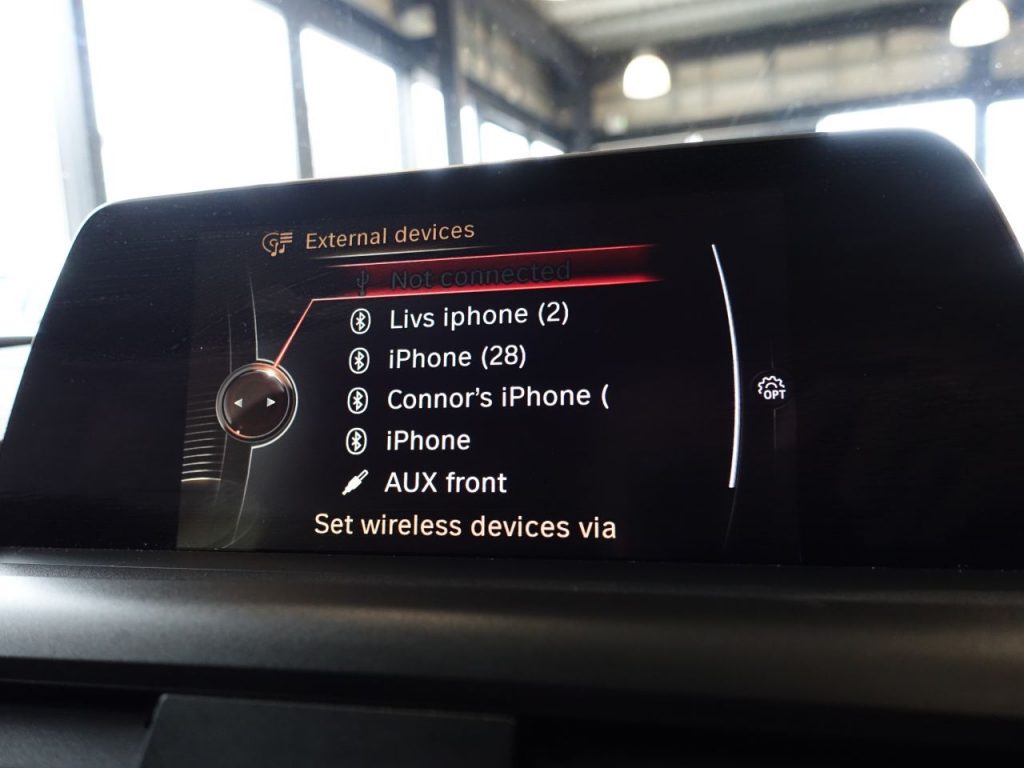 External devices
Not connected
Livs iphone (2)
iPhone (28)
Connor's iPhone (
iPhone
AUX front
OPT
Set wireless devices via